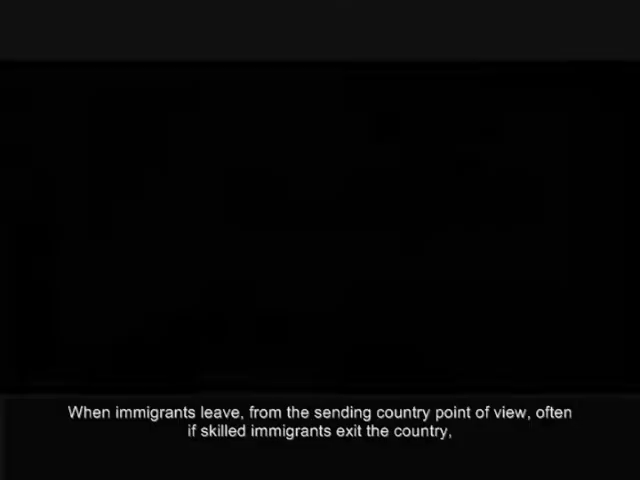 When immigrants leave, from the sending country point of view, often
if skilled immigrants exit the country,